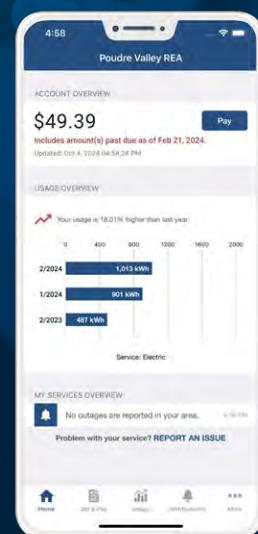 4:58
Poudre Valley REA
ACCOUNT OVERVIEW
$49.39
Pay
Includes amount(s) past due as of Feb 21, 2024.
Updated: Oct 4, 2024 04:58:24 PM
USAGE OVERVIEW
Your usage is 18.01% higher than last year.
0 400 800 1200 1600 2000
2/2024 1,013 kWh
1/2024 901 kWh
2/2023 487 kWh
Service: Electric
MY SERVICES OVERVIEW
No outages are reported in your area.
Problem with your service? REPORT AN ISSUE
Home Bill & Pay Usage Notifications More